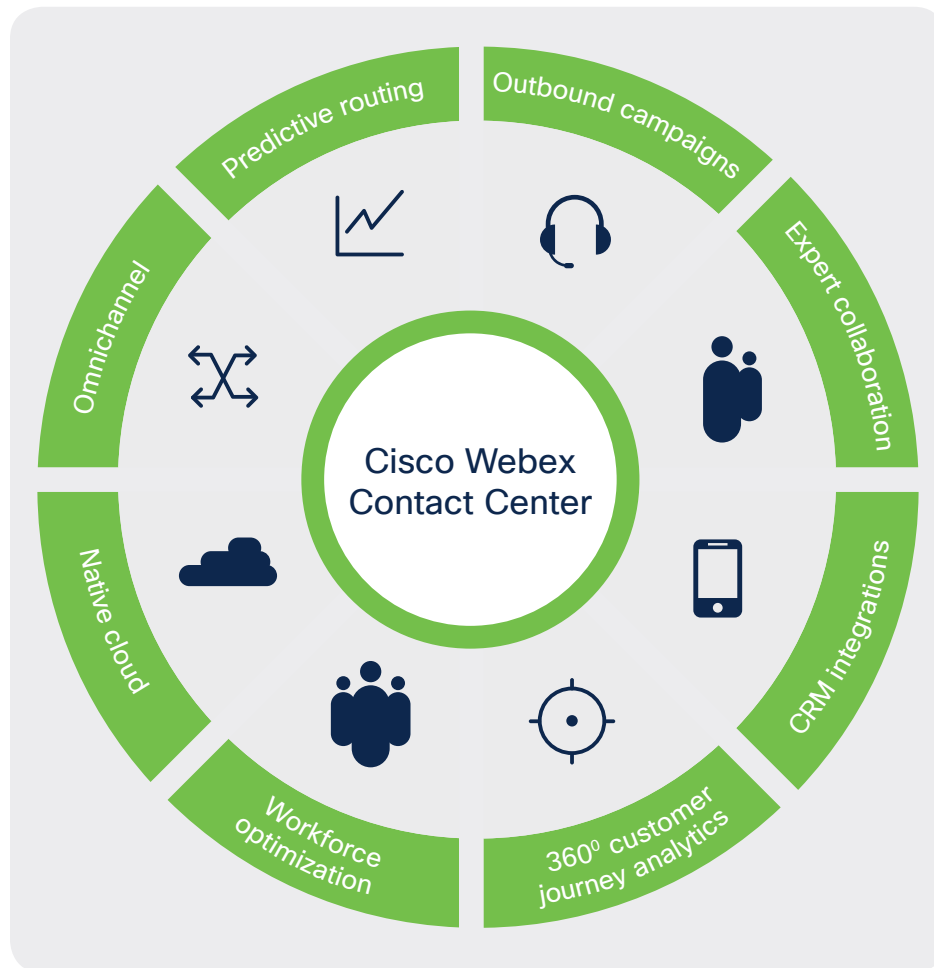 Predictive routing
Outbound campaigns
Expert collaboration
CRM integrations
360⁰ customer
journey analytics
Workforce
optimization
Native cloud
Omnichannel
Cisco Webex
Contact Center